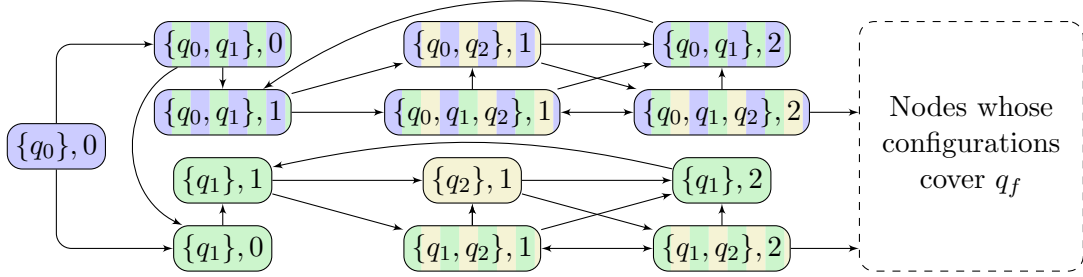 {q₀, q₁}, 0
{q₀, q₂}, 1
{q₀, q₁}, 2
{q₀, q₁}, 1
{q₀, q₁, q₂}, 1
{q₀, q₁, q₂}, 2
{q₀}, 0
{q₁}, 1
{q₂}, 1
{q₁}, 2
{q₁}, 0
{q₁, q₂}, 1
{q₁, q₂}, 2
Nodes whose
configurations
cover q_f